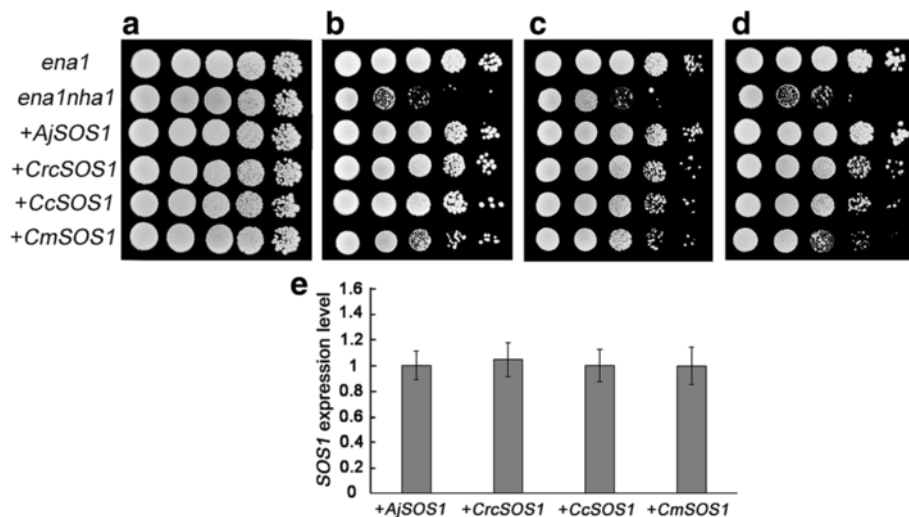 a b c d
ena1
ena1nha1
+AjSOS1
+CrcSOS1
+CcSOS1
+CmSOS1
e
SOS1 expression level
1.6
1.4
1.2
1
0.8
0.6
0.4
0.2
0
+AjSOS1 +CrcSOS1 +CcSOS1 +CmSOS1